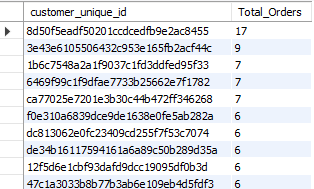 customer_unique_id Total_Orders
8d50f5eadf50201ccdcedfb9e2ac8455 17
3e43e6105506432c953e165fb2acf44c 9
1b6c7548a2a1f9037c1fd3ddfed95f33 7
6469f99c1f9dfae7733b25662e7f1782 7
ca77025e7201e3b30c44b472ff346268 7
f0e310a6839dce9de1638e0fe5ab282a 6
dc813062e0fc23409cd255f7f53c7074 6
de34b16117594161a6a89c50b289d35a 6
12f5d6e1cbf93dafd9dcc19095df0b3d 6
47c1a3033b8b77b3ab6e109eb4d5fdf3 6